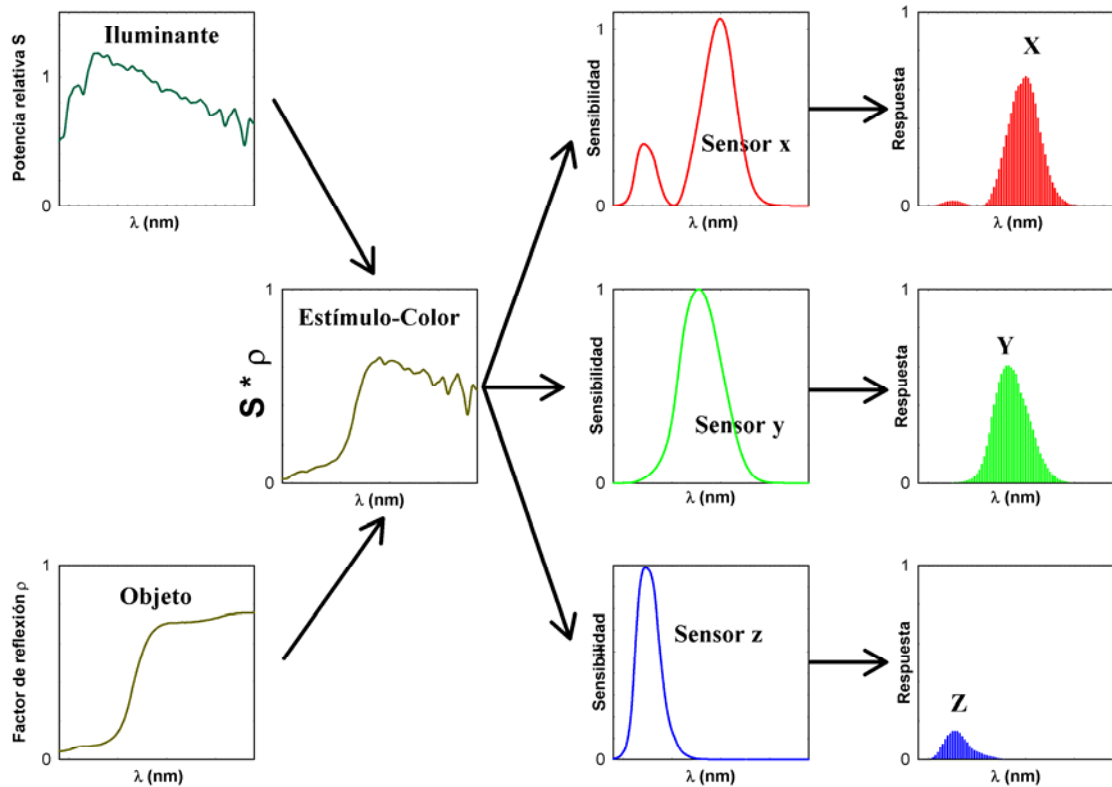 Iluminante
Potencia relativa S
1
0
λ (nm)
Objeto
Factor de reflexión ρ
1
0
λ (nm)
Estímulo-Color
S * ρ
1
0
λ (nm)
Sensor x
Sensibilidad
1
0
λ (nm)
X
Respuesta
1
0
λ (nm)
Sensor y
Sensibilidad
1
0
λ (nm)
Y
Respuesta
1
0
λ (nm)
Sensor z
Sensibilidad
1
0
λ (nm)
Z
Respuesta
1
0
λ (nm)